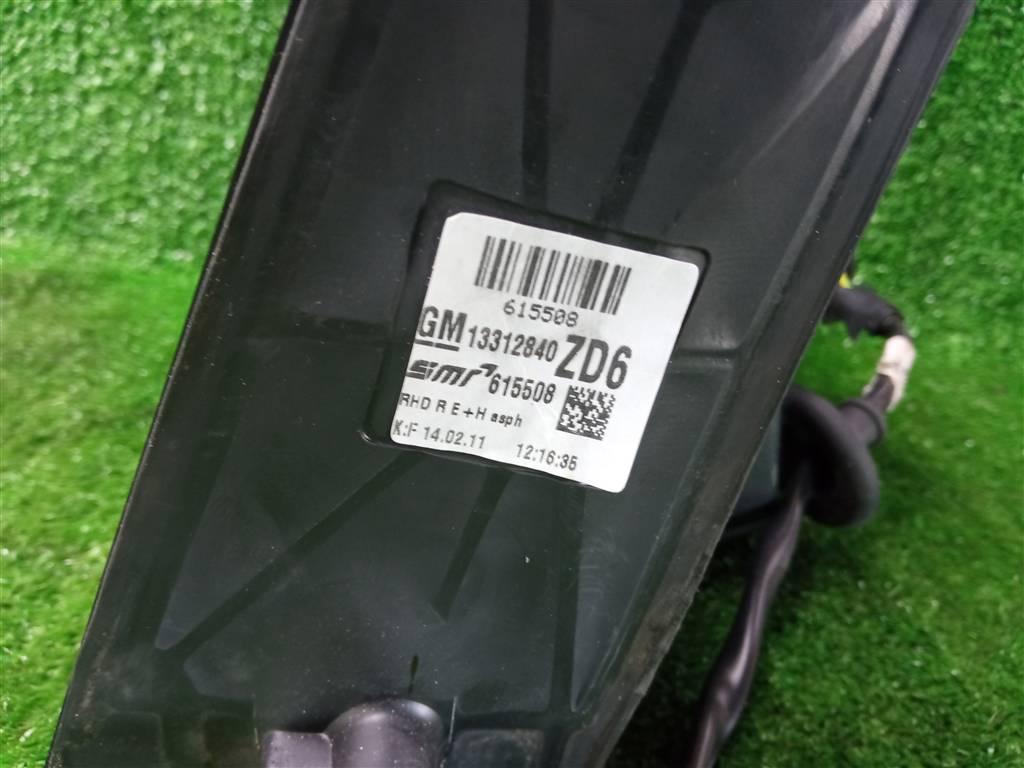 615508
GM 13312840 ZD6
smr 615508
RHD R E+H asph
K:F 14.02.11 12:16:35